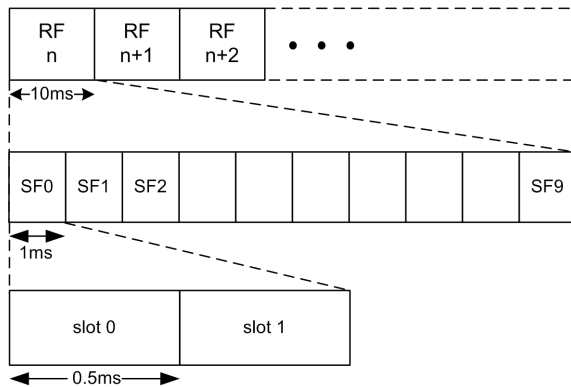 RF
n
RF
n+1
RF
n+2
• • •
10ms
SF0
SF1
SF2
SF9
1ms
slot 0
slot 1
0.5ms